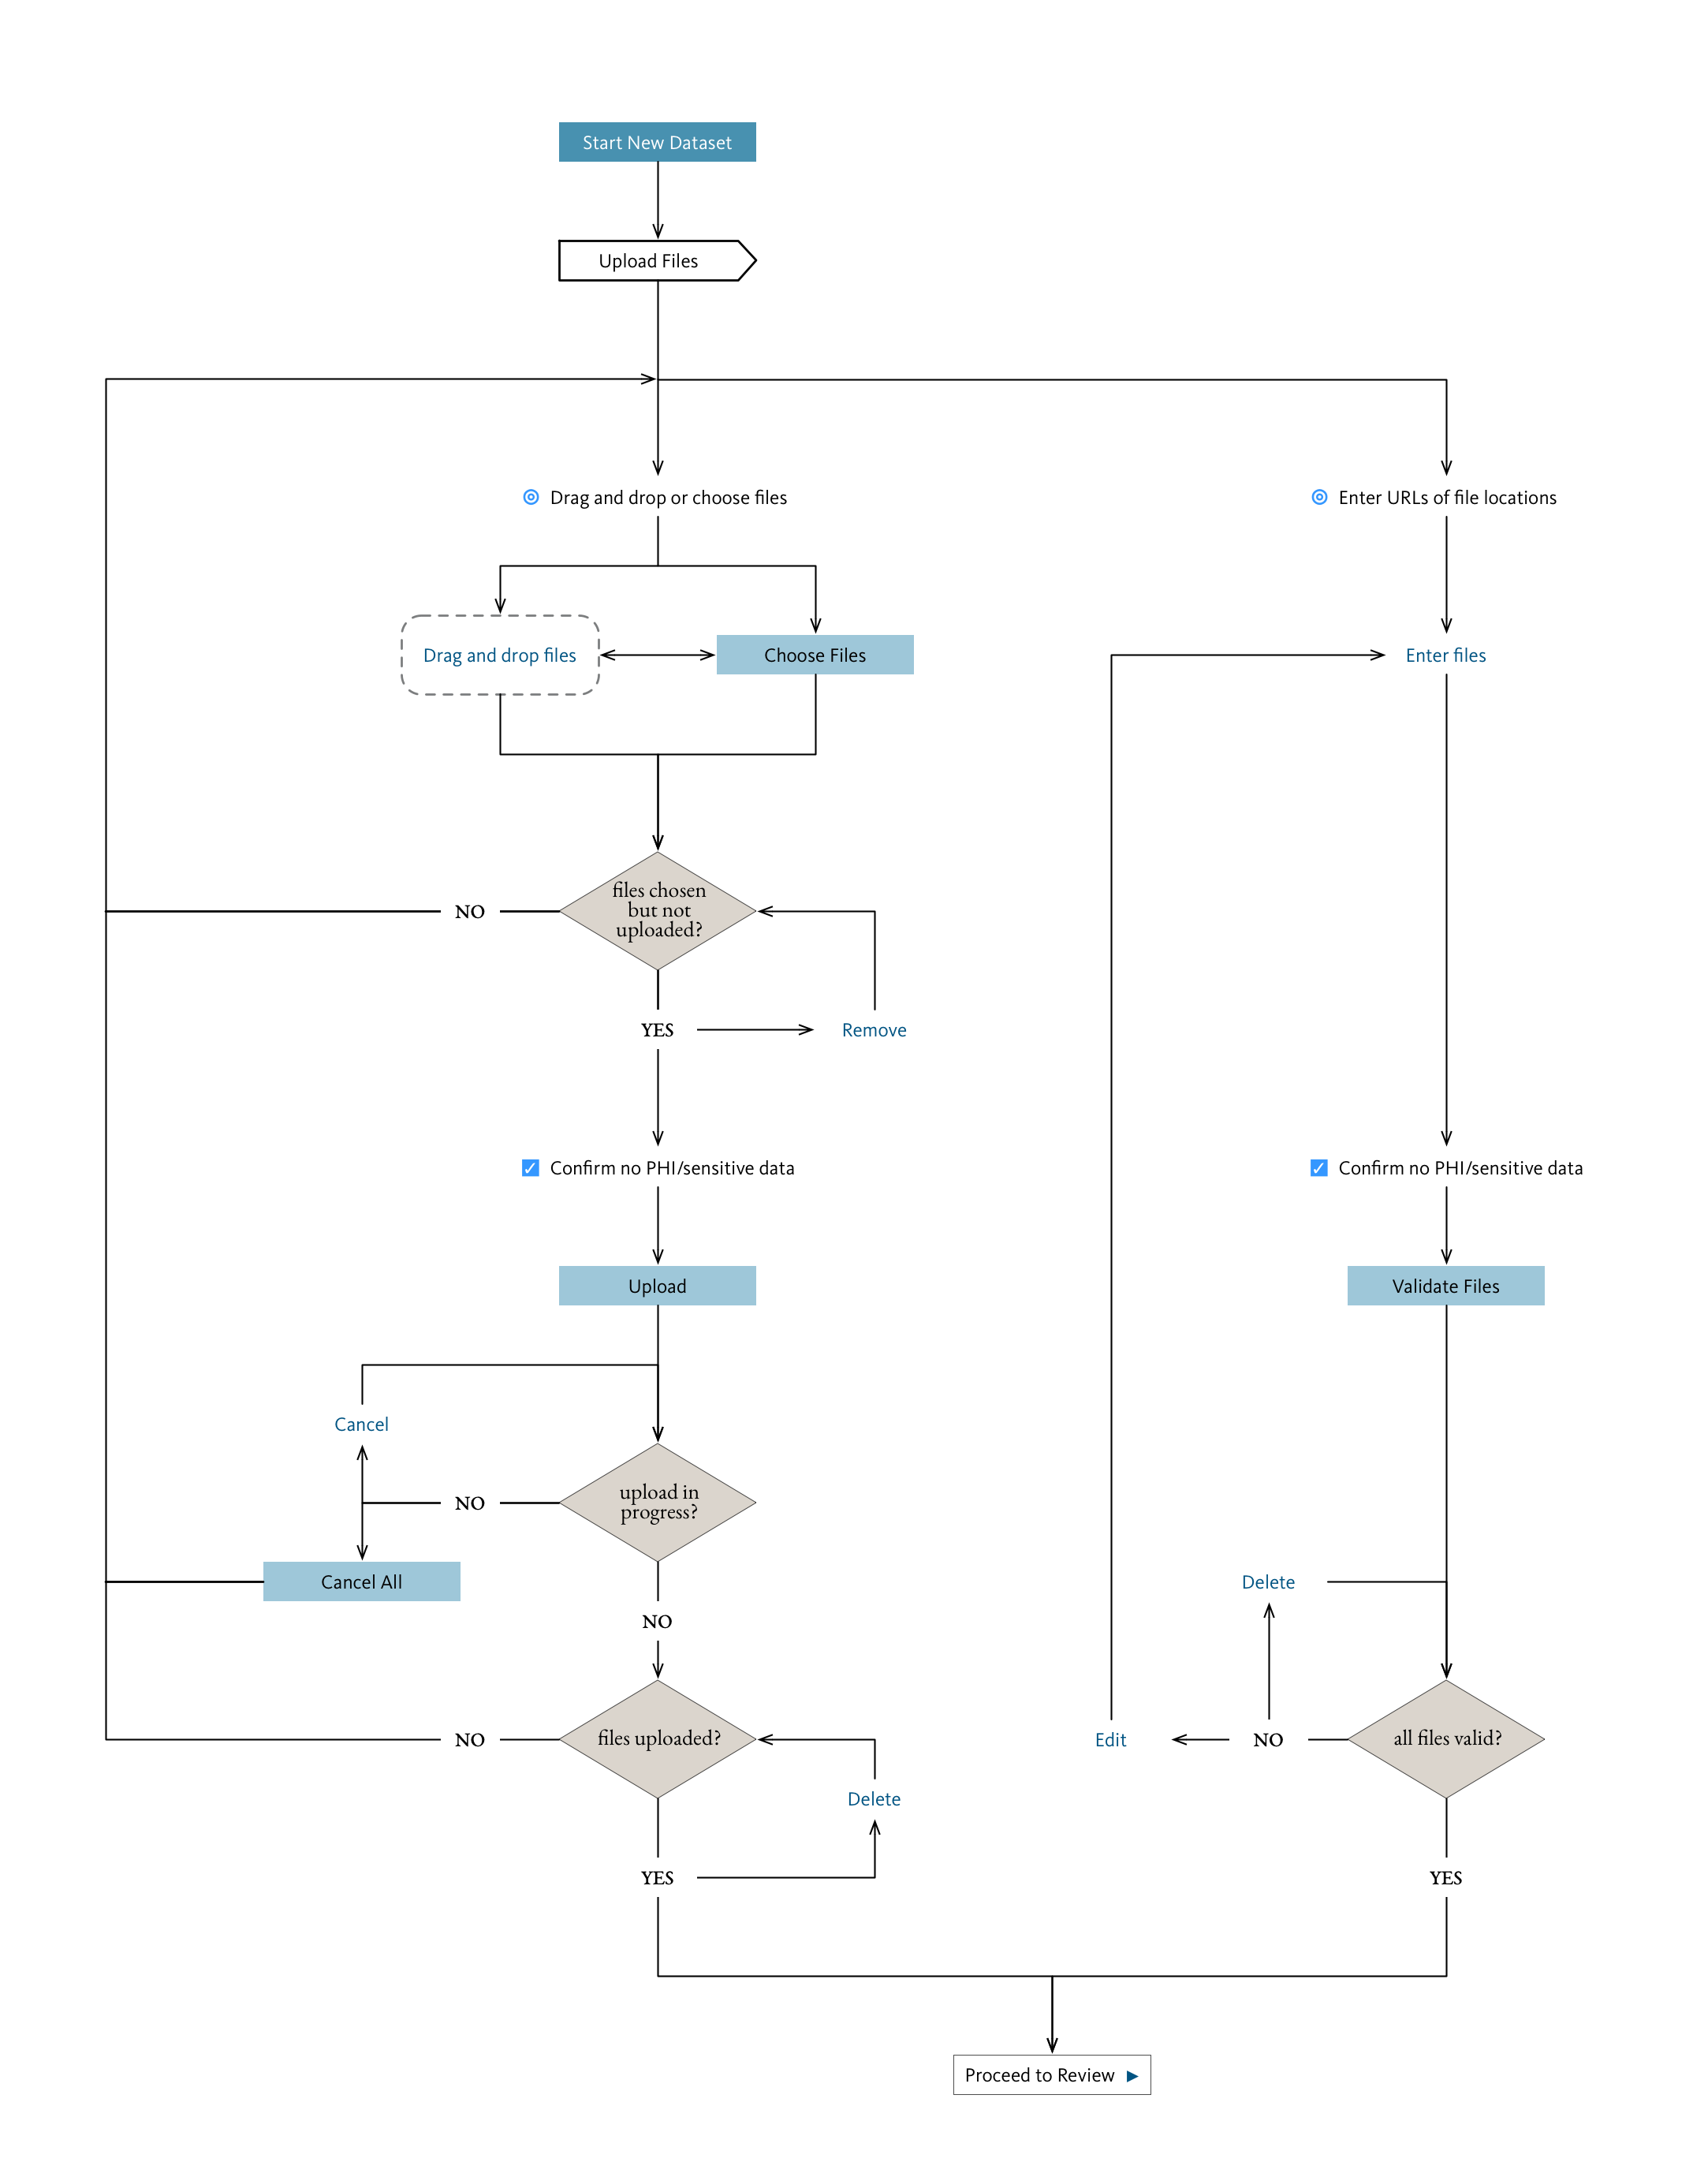 Start New Dataset
Upload Files
Drag and drop or choose files
Enter URLs of file locations
Drag and drop files
Choose Files
Enter files
files chosen
but not
uploaded?
NO
YES
Remove
Confirm no PHI/sensitive data
Confirm no PHI/sensitive data
Upload
Validate Files
Cancel
upload in
progress?
NO
Cancel All
Delete
NO
NO
files uploaded?
Edit
NO
all files valid?
Delete
YES
YES
Proceed to Review